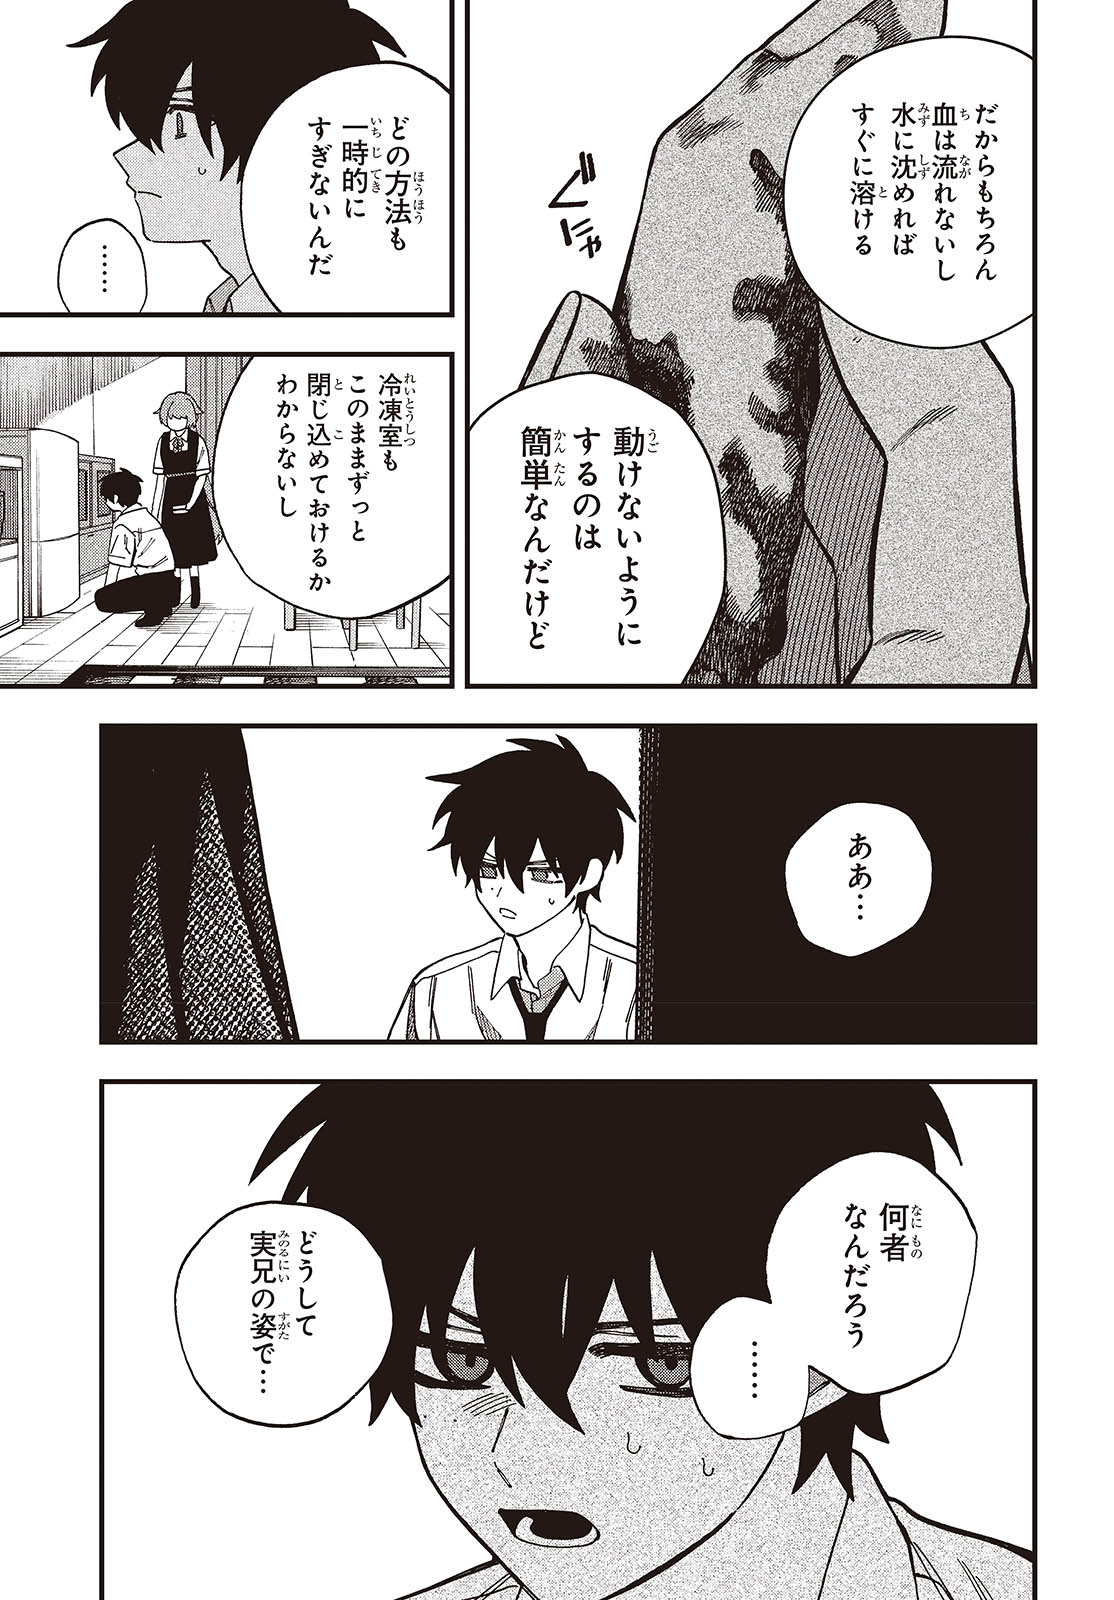 だからもちろん
血は流れないし
水に沈めれば
すぐに溶ける
ぐにゃ
動けないように
するのは
簡単なんだけど
どの方法も
一時的に
すぎないんだ
……
冷凍室も
このままずっと
閉じ込めておけるか
わからないし
ああ…
何者
なんだろう
……
どうして
実兄の姿で…